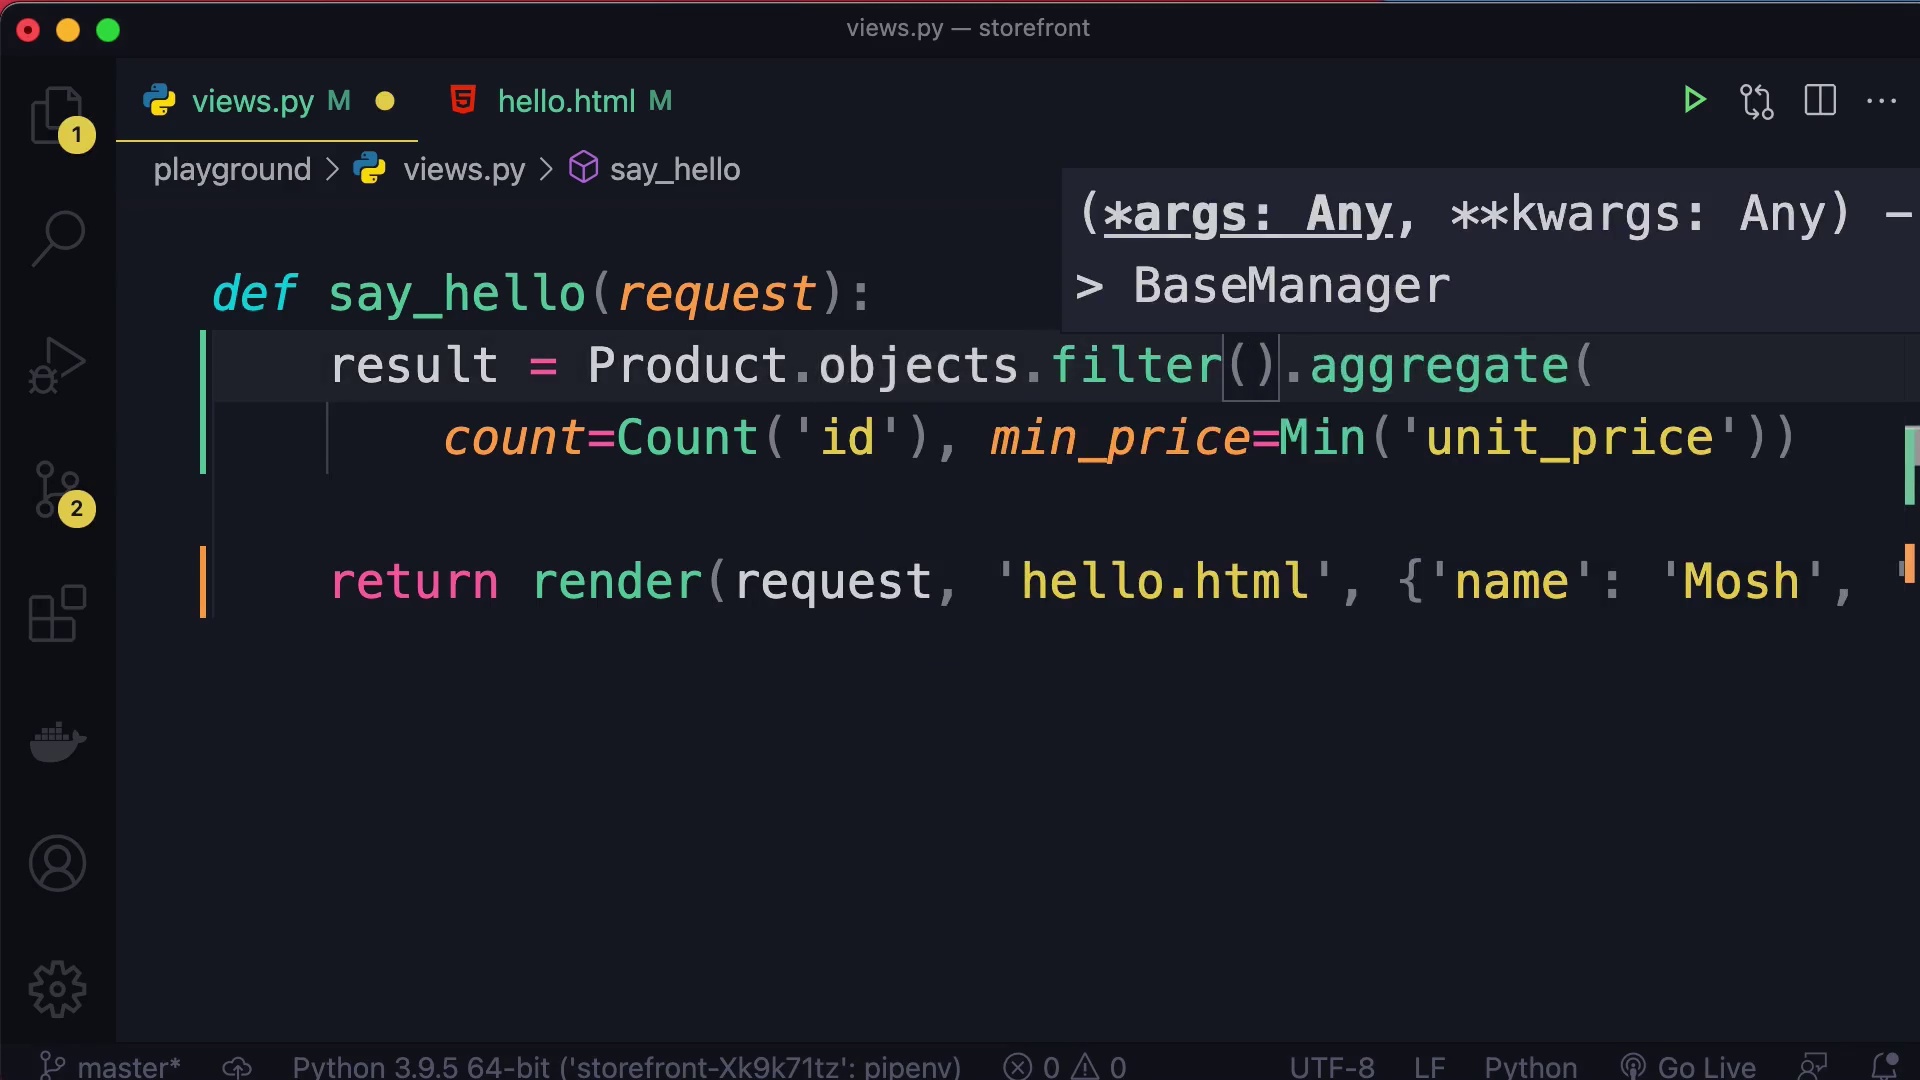 views.py — storefront
views.py M hello.html M
1
playground > views.py > say_hello
(*args: Any, **kwargs: Any) –
> BaseManager
def say_hello(request):
result = Product.objects.filter().aggregate(
count=Count('id'), min_price=Min('unit_price'))
2
return render(request, 'hello.html', {'name': 'Mosh', '
master* Python 3.9.5 64-bit ('storefront-Xk9k71tz': pipenv) 0 0 UTF-8 LF Python Go Live